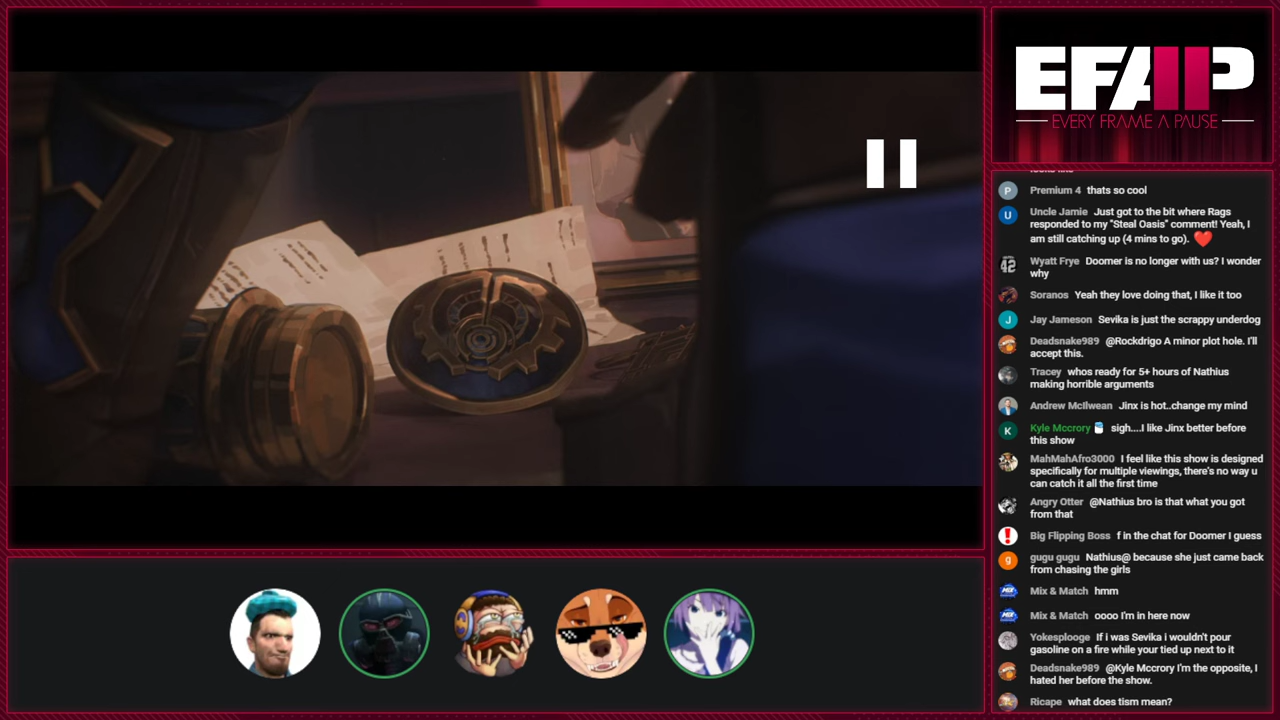 EFAP
EVERY FRAME A PAUSE
Premium 4 thats so cool
Uncle Jamie Just got to the bit where Rags
responded to my "Steal Oasis" comment! Yeah, I
am still catching up (4 mins to go). ❤️
42
Wyatt Frye Doomer is no longer with us? I wonder
why
Soranos Yeah they love doing that, I like it too
J Jay Jameson Sevika is just the scrappy underdog
Deadsnake989 @Rockdrigo A minor plot hole. I'll
accept this.
Tracey whos ready for 5+ hours of Nathius
making horrible arguments
Andrew McIlwean Jinx is hot..change my mind
K Kyle Mccrory sigh....I like Jinx better before
this show
MahMahAfro3000 I feel like this show is designed
specifically for multiple viewings, there's no way u
can catch it all the first time
Angry Otter @Nathius bro is that what you got
from that
Big Flipping Boss f in the chat for Doomer I guess
g gugu gugu Nathius@ because she just came back
from chasing the girls
Mix & Match hmm
Mix & Match oooo I'm in here now
Yokesplooge If i was Sevika i wouldn't pour
gasoline on a fire while your tied up next to it
Deadsnake989 @Kyle Mccrory I'm the opposite, I
hated her before the show.
Ricape what does tism mean?